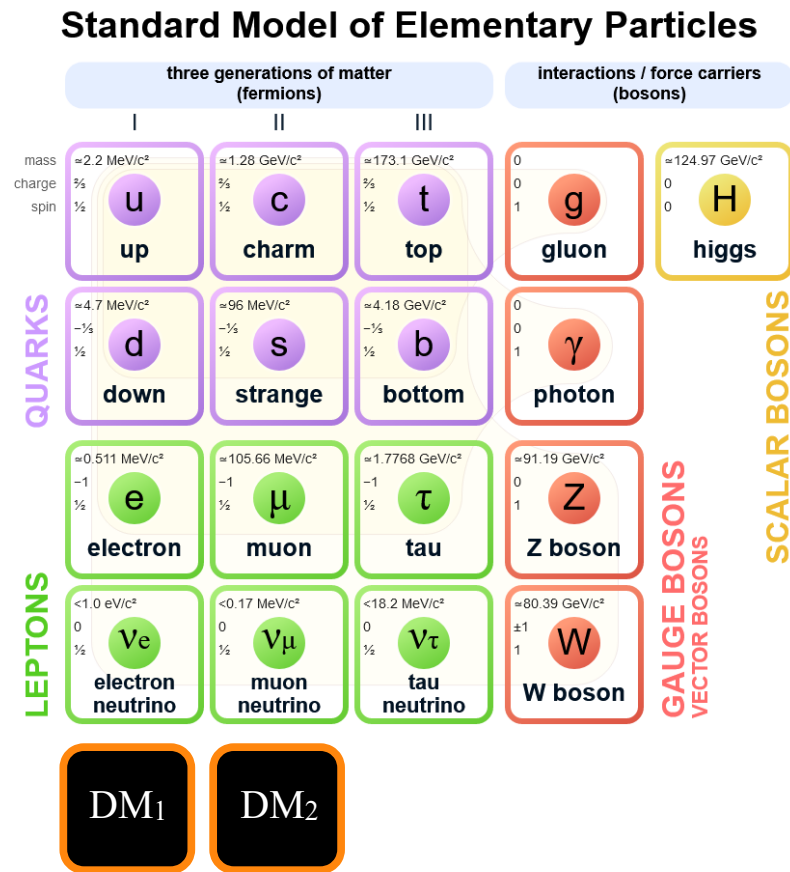 Standard Model of Elementary Particles
three generations of matter
(fermions)
interactions / force carriers
(bosons)
I
II
III
mass
charge
spin
≃2.2 MeV/c²
⅔
½
u
up
≃1.28 GeV/c²
⅔
½
c
charm
≃173.1 GeV/c²
⅔
½
t
top
0
0
1
g
gluon
≃124.97 GeV/c²
0
0
H
higgs
QUARKS
≃4.7 MeV/c²
−⅓
½
d
down
≃96 MeV/c²
−⅓
½
s
strange
≃4.18 GeV/c²
−⅓
½
b
bottom
0
0
1
γ
photon
SCALAR BOSONS
≃0.511 MeV/c²
−1
½
e
electron
≃105.66 MeV/c²
−1
½
μ
muon
≃1.7768 GeV/c²
−1
½
τ
tau
≃91.19 GeV/c²
0
1
Z
Z boson
GAUGE BOSONS
VECTOR BOSONS
LEPTONS
<1.0 eV/c²
0
½
νe
electron
neutrino
<0.17 MeV/c²
0
½
νμ
muon
neutrino
<18.2 MeV/c²
0
½
ντ
tau
neutrino
≃80.39 GeV/c²
±1
1
W
W boson
DM1
DM2